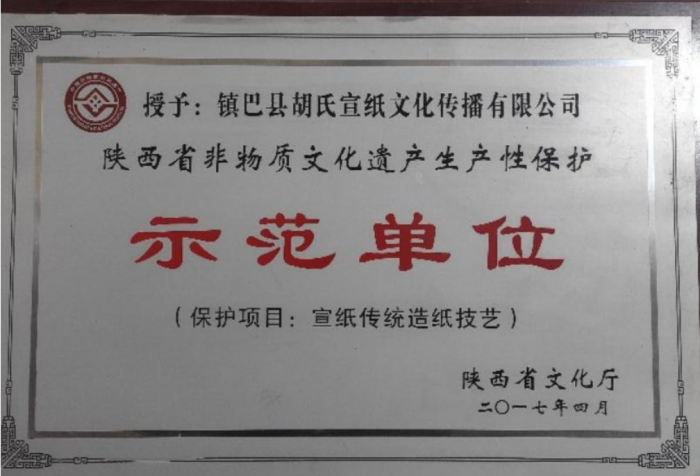 授予：镇巴县胡氏宣纸文化传播有限公司
陕西省非物质文化遗产生产性保护
示范单位
（保护项目：宣纸传统造纸技艺）
陕西省文化厅
二〇一七年四月